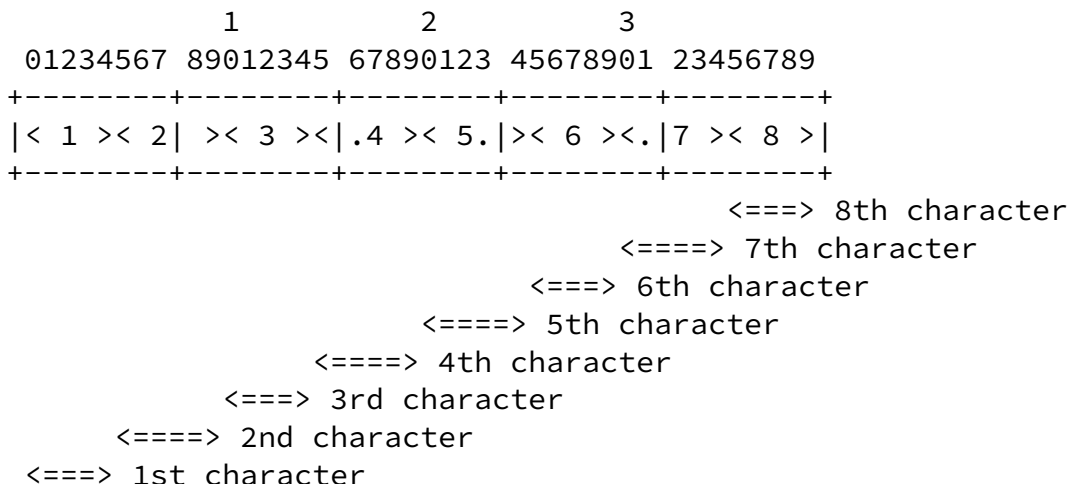 1          2          3
 01234567 89012345 67890123 45678901 23456789
+--------+--------+--------+--------+--------+
|< 1 >< 2| >< 3 ><|.4 >< 5.|>< 6 ><.|7 >< 8 >|
+--------+--------+--------+--------+--------+
                                        <===> 8th character
                                  <====> 7th character
                             <===> 6th character
                       <====> 5th character
                 <====> 4th character
            <===> 3rd character
      <====> 2nd character
 <===> 1st character